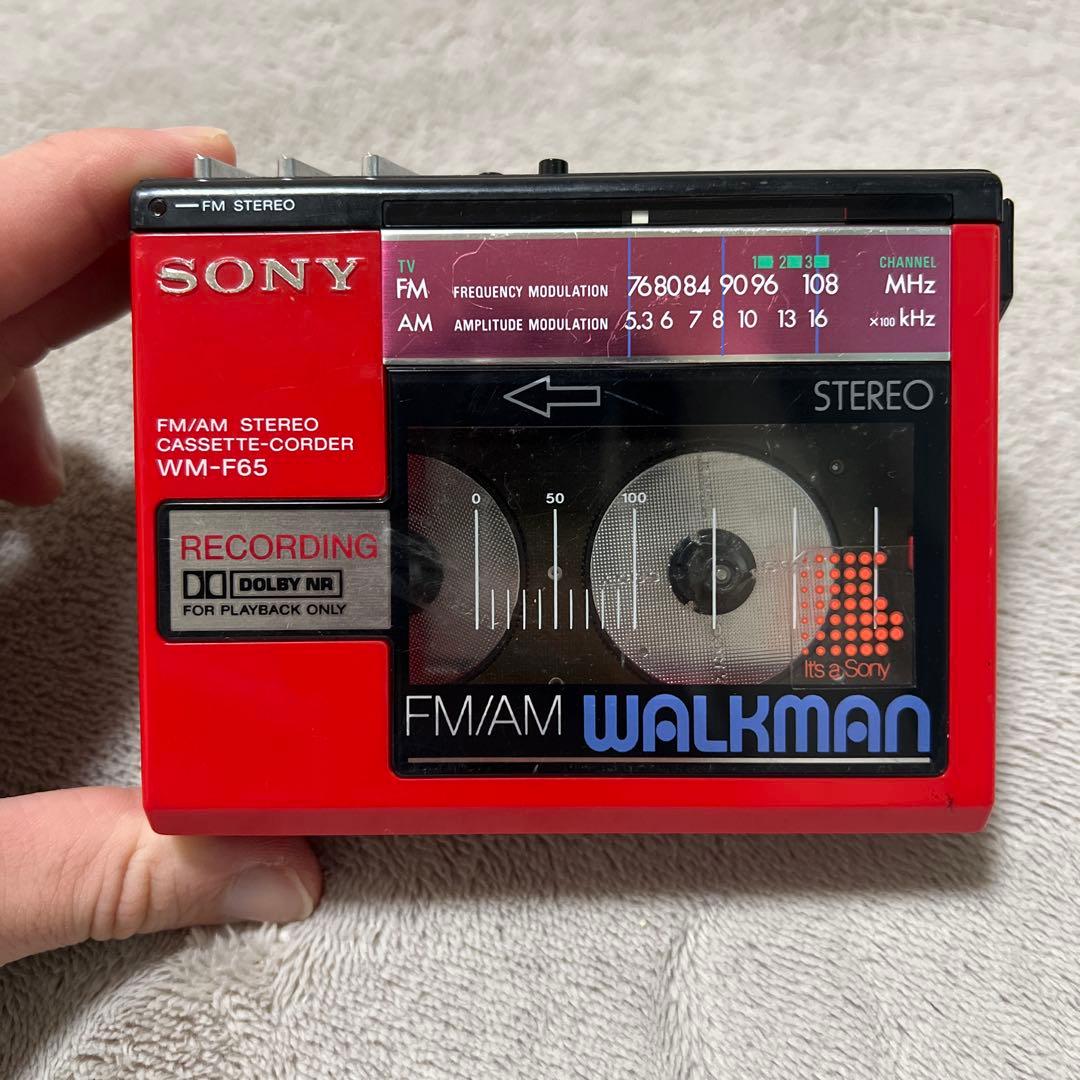 FM STEREO
SONY
TV 1 2 3 CHANNEL
FM FREQUENCY MODULATION 76 80 84 90 96 108 MHz
AM AMPLITUDE MODULATION 5.3 6 7 8 10 13 16 ×100 kHz
STEREO
FM/AM STEREO
CASSETTE-CORDER
WM-F65
0 50 100
RECORDING
DOLBY NR
FOR PLAYBACK ONLY
It's a Sony
FM/AM WALKMAN